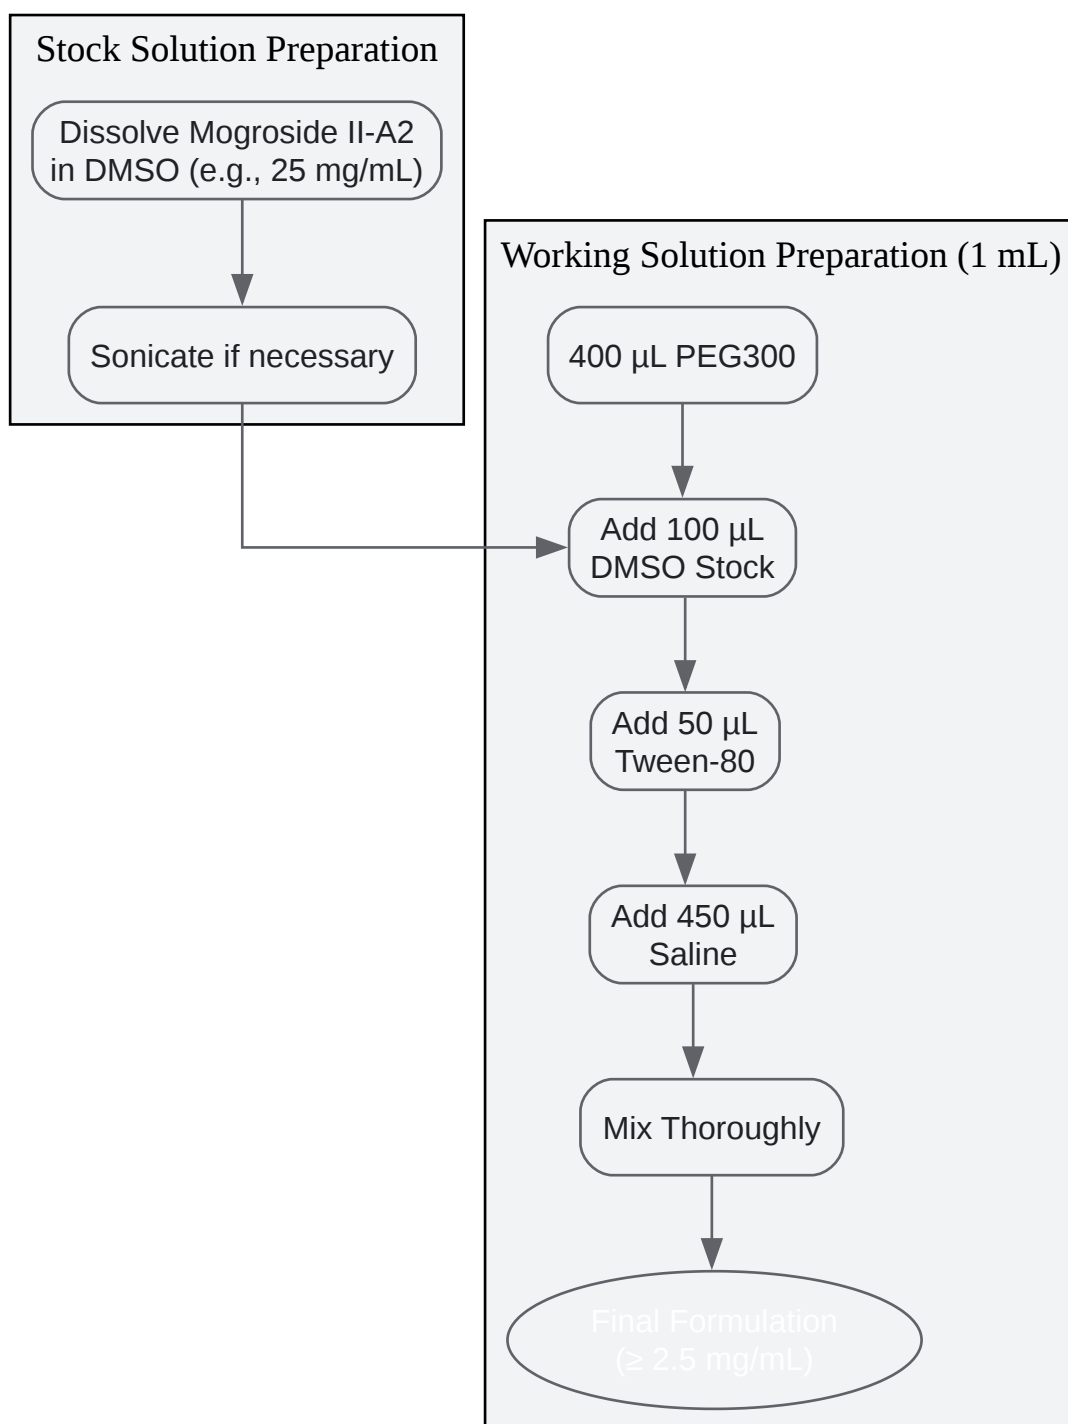 Stock Solution Preparation
Dissolve Mogroside II-A2
in DMSO (e.g., 25 mg/mL)
Sonicate if necessary
Working Solution Preparation (1 mL)
400 µL PEG300
Add 100 µL
DMSO Stock
Add 50 µL
Tween-80
Add 450 µL
Saline
Mix Thoroughly
Final Formulation
(≥ 2.5 mg/mL)